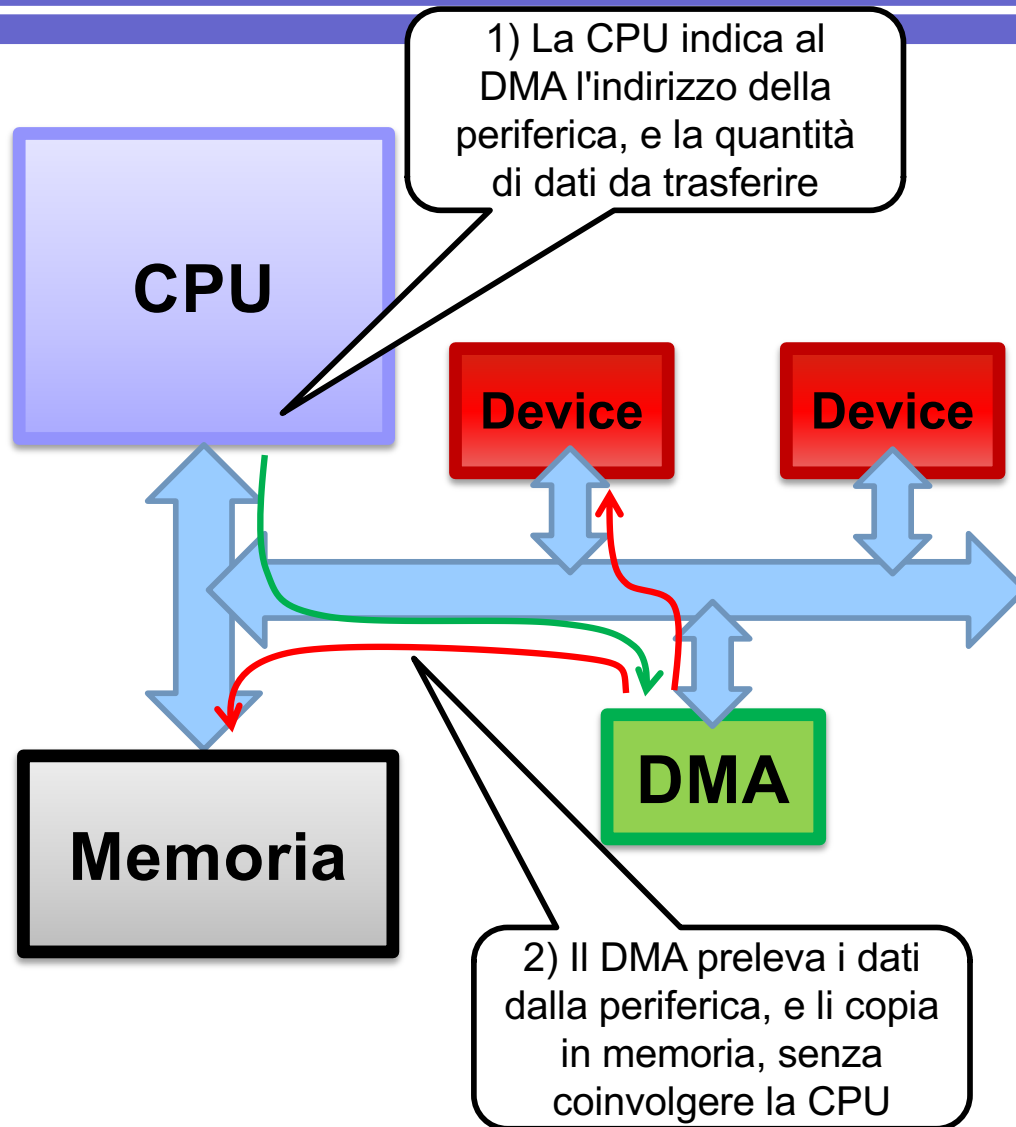 1) La CPU indica al
DMA l'indirizzo della
periferica, e la quantità
di dati da trasferire
CPU
Device
Device
DMA
Memoria
2) Il DMA preleva i dati
dalla periferica, e li copia
in memoria, senza
coinvolgere la CPU